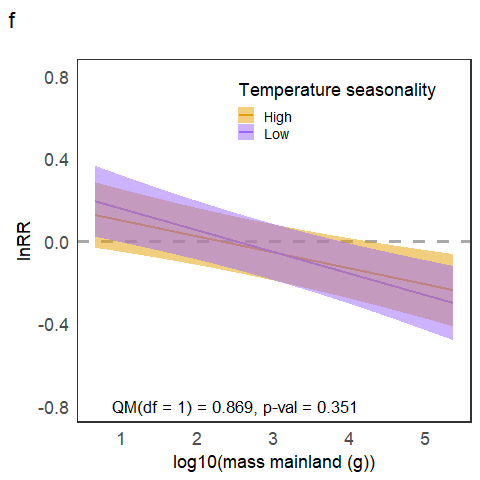 f
Temperature seasonality
High
Low
0.8
0.4
0.0
-0.4
-0.8
lnRR
QM(df = 1) = 0.869, p-val = 0.351
1 2 3 4 5
log10(mass mainland (g))